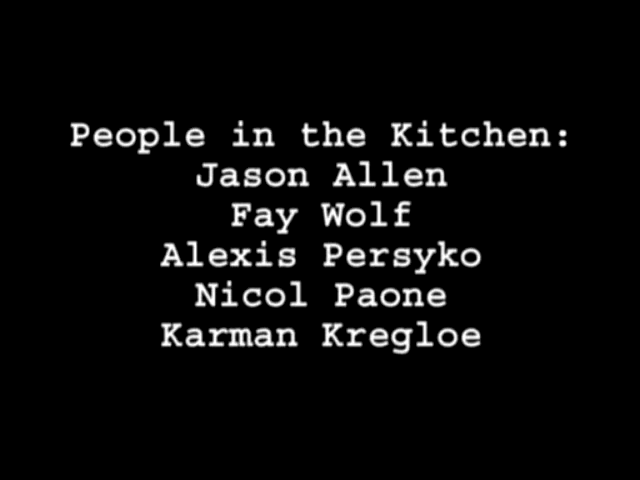 People in the Kitchen:
Jason Allen
Fay Wolf
Alexis Persyko
Nicol Paone
Karman Kregloe